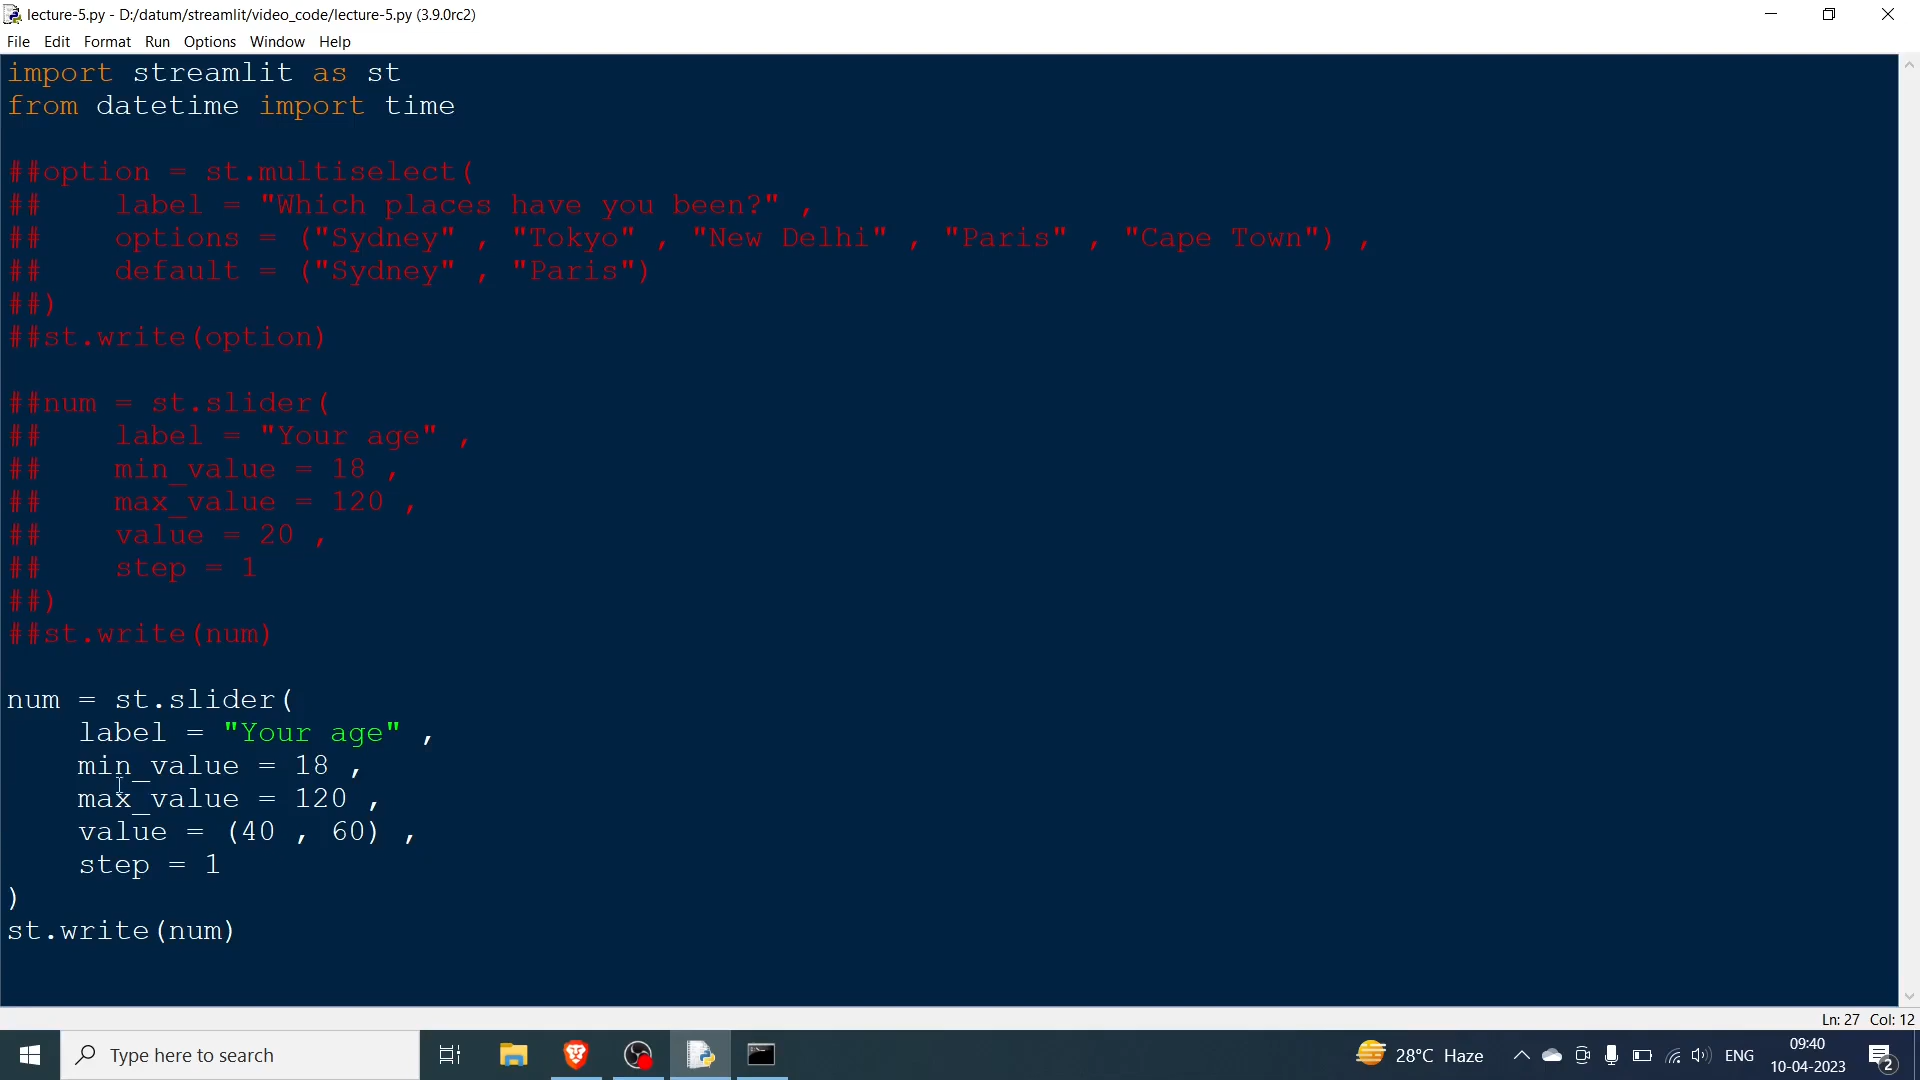 lecture-5.py - D:/datum/streamlit/video_code/lecture-5.py (3.9.0rc2)
File Edit Format Run Options Window Help
import streamlit as st
from datetime import time
##option = st.multiselect(
##    label = "Which places have you been?" ,
##    options = ("Sydney" , "Tokyo" , "New Delhi" , "Paris" , "Cape Town") ,
##    default = ("Sydney" , "Paris")
##)
##st.write(option)
##num = st.slider(
##    label = "Your age" ,
##    min_value = 18 ,
##    max_value = 120 ,
##    value = 20 ,
##    step = 1
##)
##st.write(num)
num = st.slider(
    label = "Your age" ,
    min_value = 18 ,
    max_value = 120 ,
    value = (40 , 60) ,
    step = 1
)
st.write(num)
Ln: 27 Col: 12
Type here to search
28°C Haze
ENG
09:40
10-04-2023
2